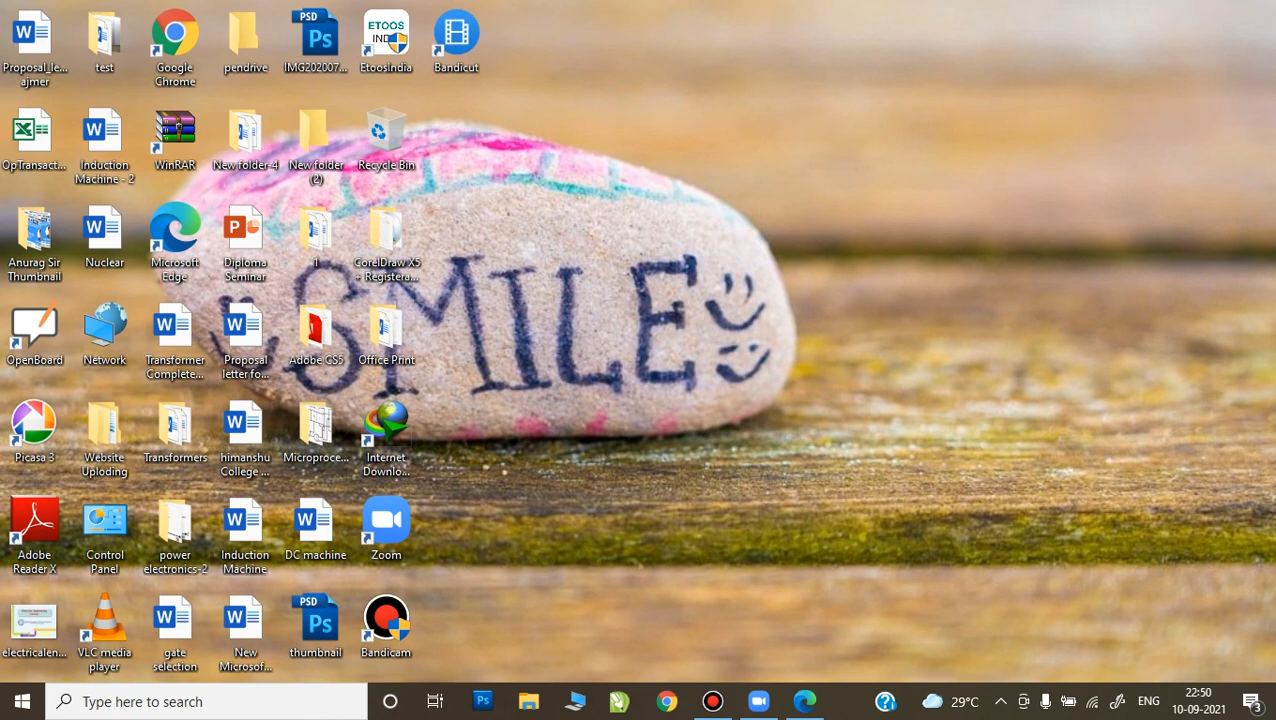 Proposal_le...
ajmer
test
Google
Chrome
pendrive
PSD
Ps
IMG202007...
ETOOS
EtoosIndia
Bandicut
OpTransact...
Induction
Machine - 2
WinRAR
New folder-4
New folder
(2)
Recycle Bin
Anurag Sir
Thumbnail
Nuclear
Microsoft
Edge
Diploma
Seminar
1
CorelDraw X5
+ Registera...
SMILE
OpenBoard
Network
Transformer
Complete...
Proposal
letter fo...
Adobe CS5
Office Print
Picasa 3
Website
Uploding
Transformers
himanshu
College ...
Microproce...
Internet
Downlo...
Adobe
Reader X
Control
Panel
power
electronics-2
Induction
Machine
DC machine
Zoom
electricalen...
VLC media
player
gate
selection
New
Microsof...
PSD
Ps
thumbnail
Bandicam
Type here to search
Ps
29°C
ENG
22:50
10-09-2021
3